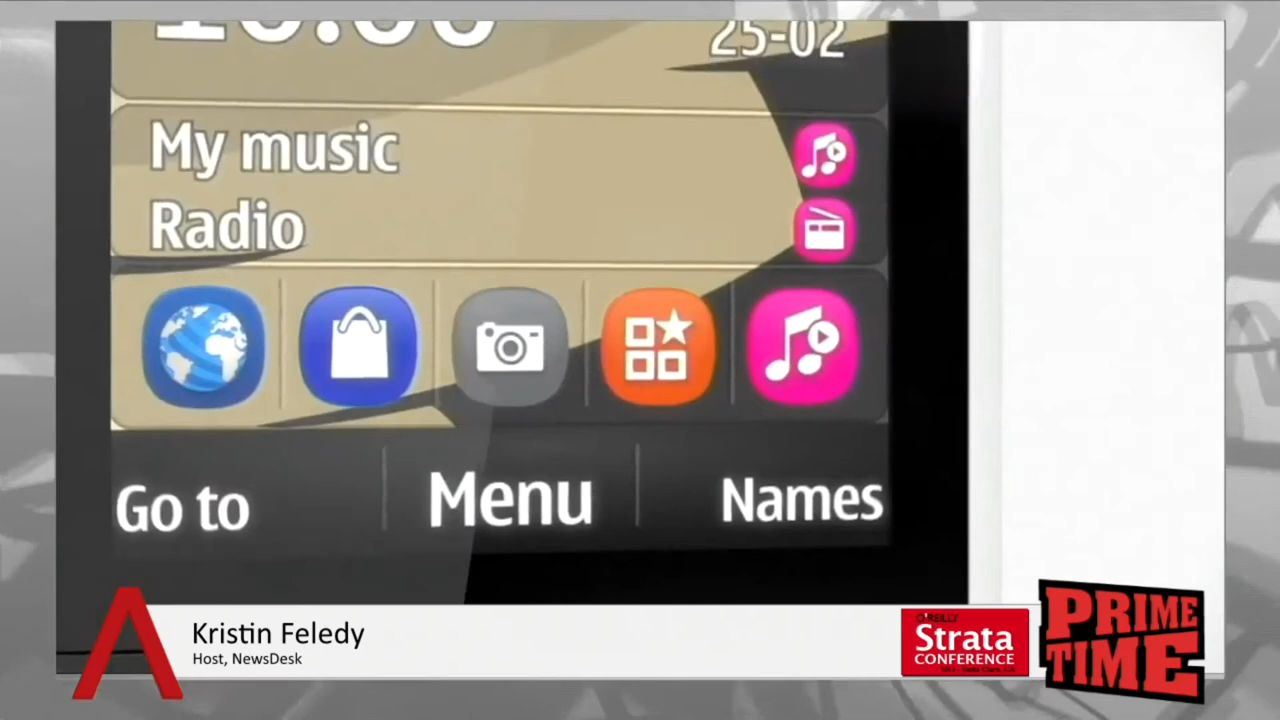 25-02
My music
Radio
Go to
Menu
Names
Kristin Feledy
Host, NewsDesk
O'REILLY
Strata
CONFERENCE
PRIME
TIME